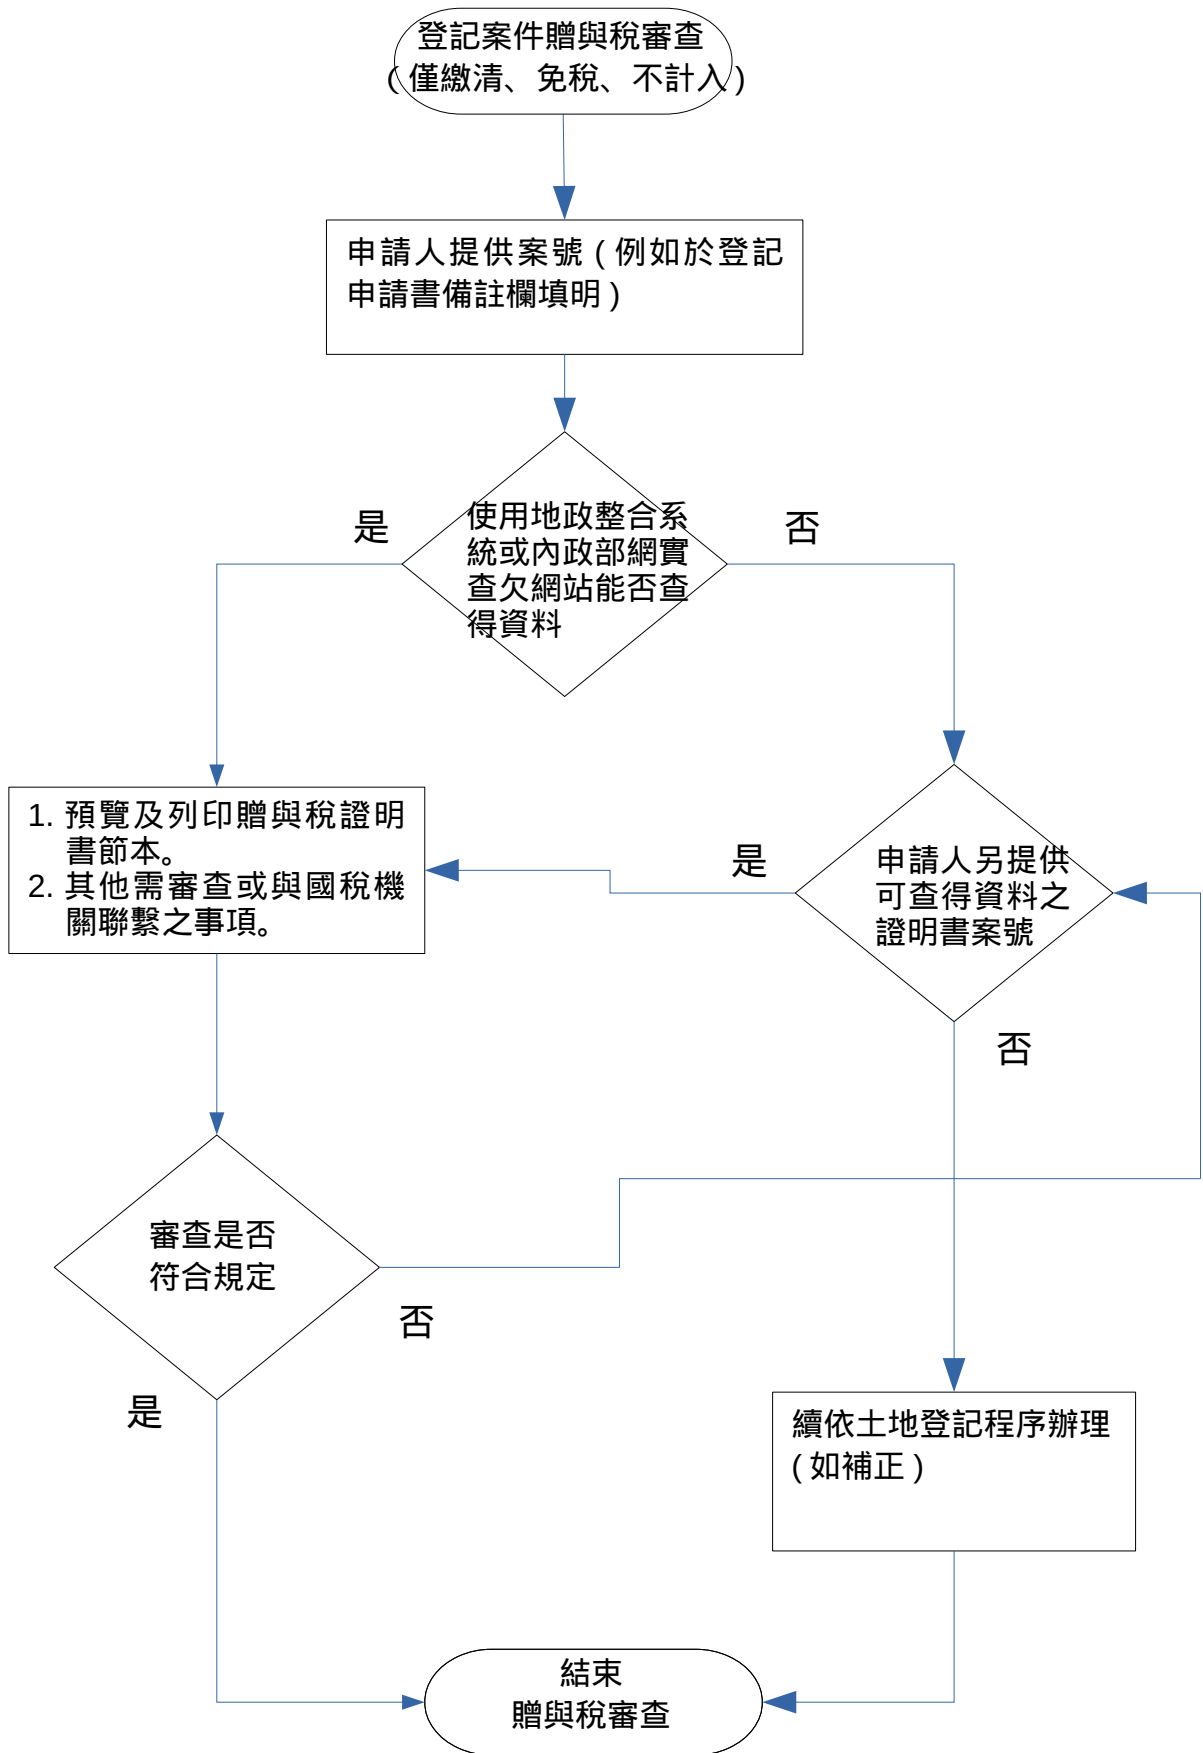 登記案件贈與稅審查
(僅繳清、免稅、不計入)
申請人提供案號(例如於登記
申請書備註欄填明)
是
否
使用地政整合系
統或內政部網實
查欠網站能否查
得資料
1. 預覽及列印贈與稅證明
書節本。
2. 其他需審查或與國稅機
關聯繫之事項。
是
申請人另提供
可查得資料之
證明書案號
否
審查是否
符合規定
否
是
續依土地登記程序辦理
(如補正)
結束
贈與稅審查